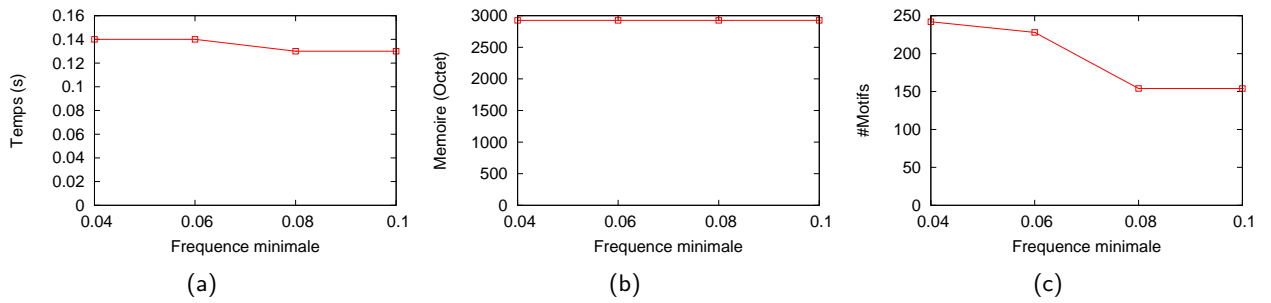 0.16
0.14
0.12
0.1
0.08
0.06
0.04
0.02
0
0.04 0.06 0.08 0.1
Temps (s)
Frequence minimale
(a)
3000
2500
2000
1500
1000
500
0
0.04 0.06 0.08 0.1
Memoire (Octet)
Frequence minimale
(b)
250
200
150
100
50
0
0.04 0.06 0.08 0.1
#Motifs
Frequence minimale
(c)